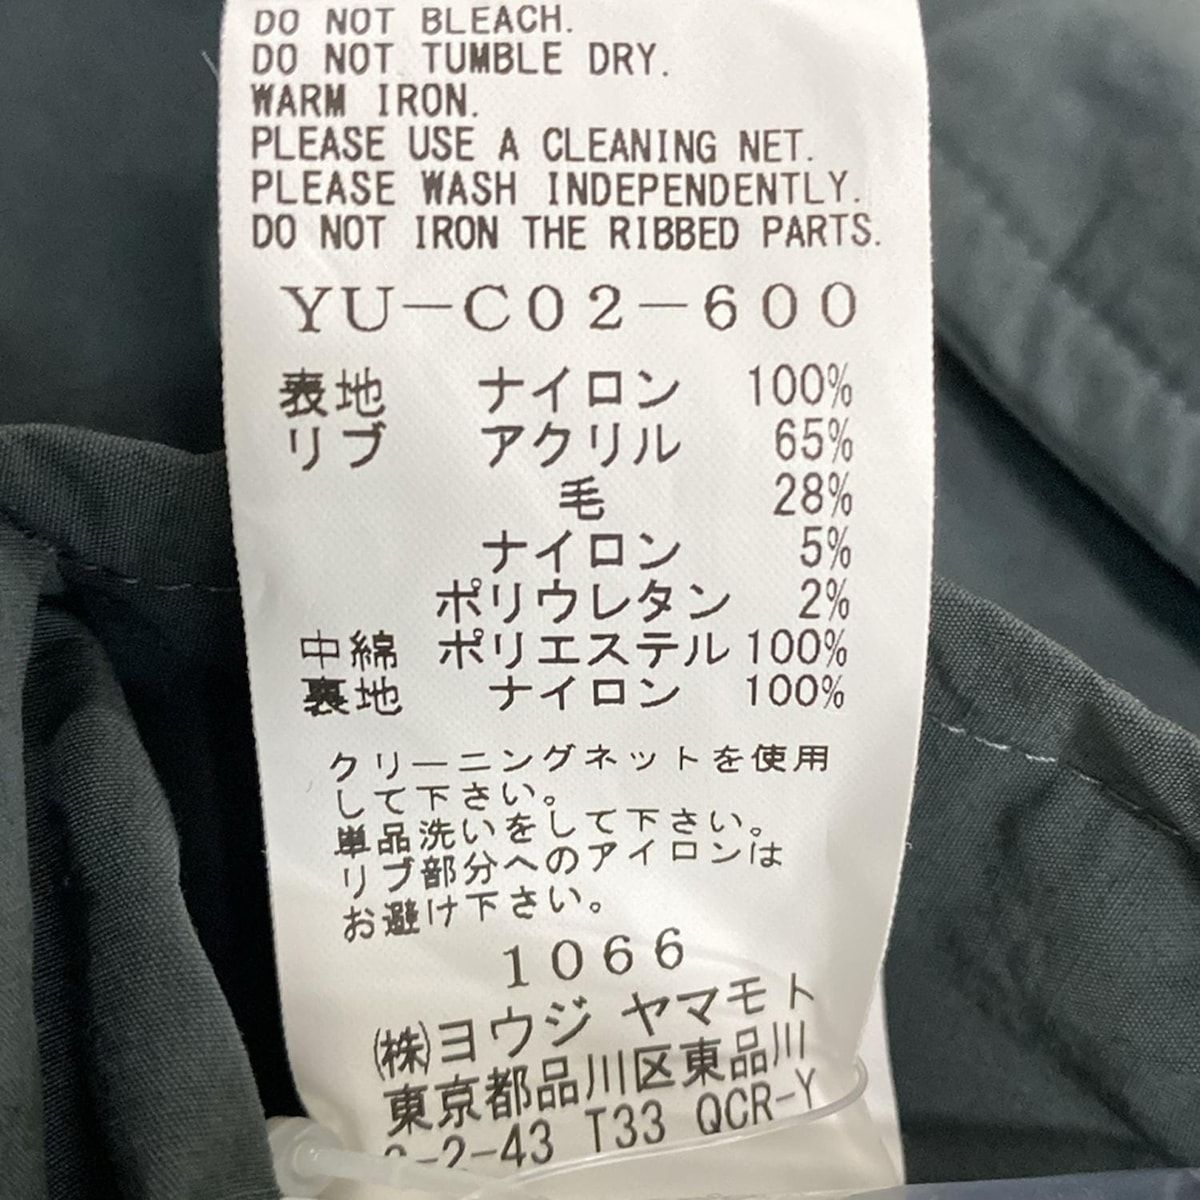 DO NOT BLEACH.
DO NOT TUMBLE DRY.
WARM IRON.
PLEASE USE A CLEANING NET.
PLEASE WASH INDEPENDENTLY.
DO NOT IRON THE RIBBED PARTS.
YU-C02-600
表地 ナイロン 100%
リブ アクリル 65%
毛 28%
ナイロン 5%
ポリウレタン 2%
中綿 ポリエステル 100%
裏地 ナイロン 100%
クリーニングネットを使用
して下さい。
単品洗いをして下さい。
リブ部分へのアイロンは
お避け下さい。
1066
(株)ヨウジ ヤマモト
東京都品川区東品川
-2-43 T33 QCR-Y